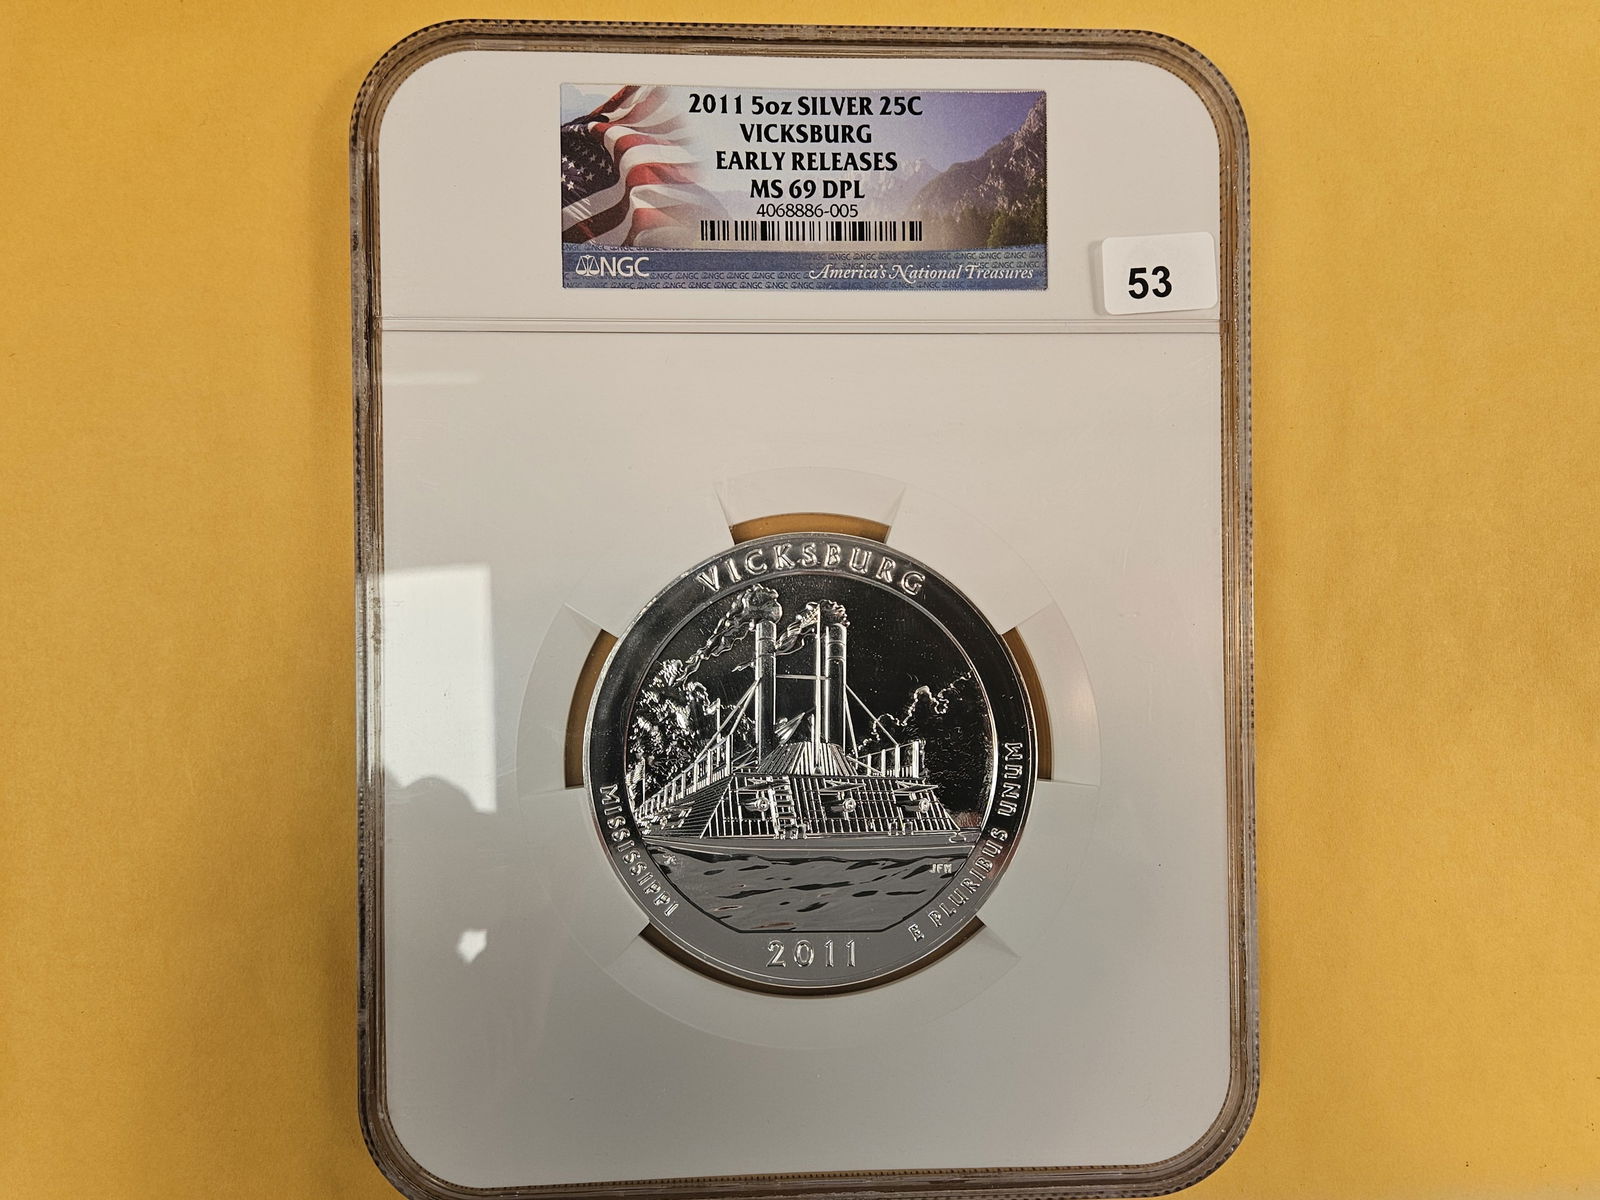 2011 5oz SILVER 25C
VICKSBURG
EARLY RELEASES
MS 69 DPL
4068886-005
NGC
America's National Treasures
53
VICKSBURG
MISSISSIPPI
E PLURIBUS UNUM
JFM
2011